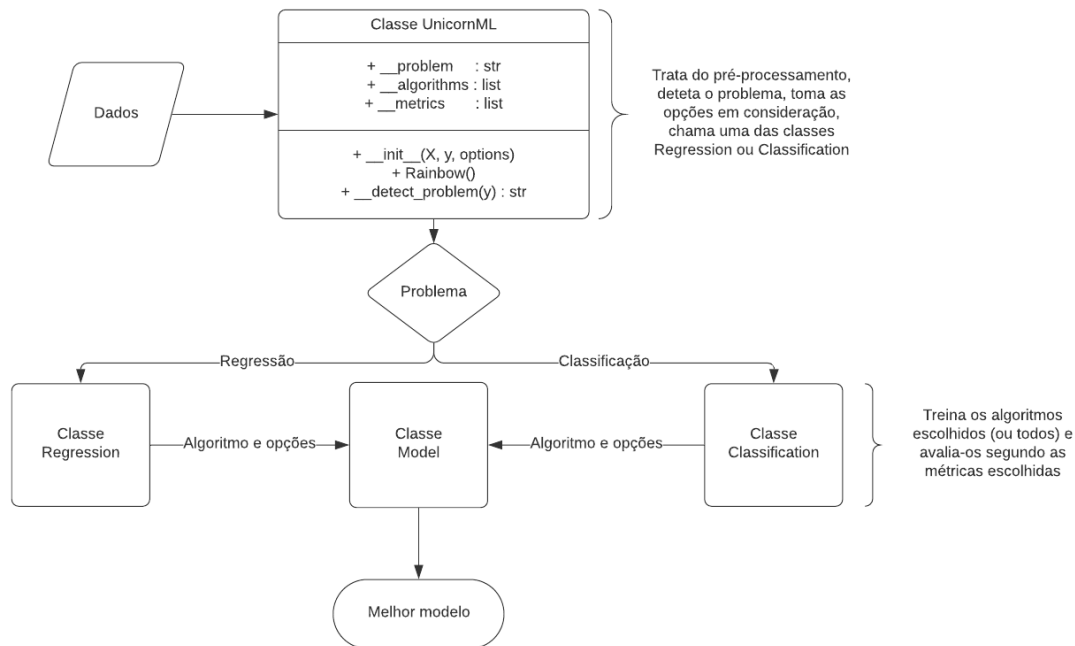 Classe UnicornML
+ __problem : str
+ __algorithms : list
+ __metrics : list
+ __init__(X, y, options)
+ Rainbow()
+ __detect_problem(y) : str
Dados
Trata do pré-processamento,
deteta o problema, toma as
opções em consideração,
chama uma das classes
Regression ou Classification
Problema
Regressão
Classificação
Classe
Regression
Algoritmo e opções
Classe
Model
Algoritmo e opções
Classe
Classification
Treina os algoritmos
escolhidos (ou todos) e
avalia-os segundo as
métricas escolhidas
Melhor modelo